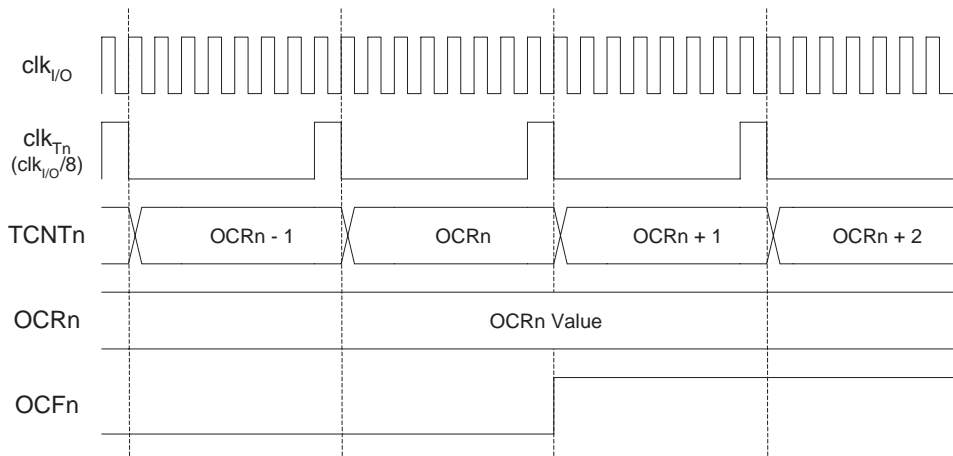 clkI/O
clkTn
(clkI/O/8)
TCNTn
OCRn - 1
OCRn
OCRn + 1
OCRn + 2
OCRn
OCRn Value
OCFn